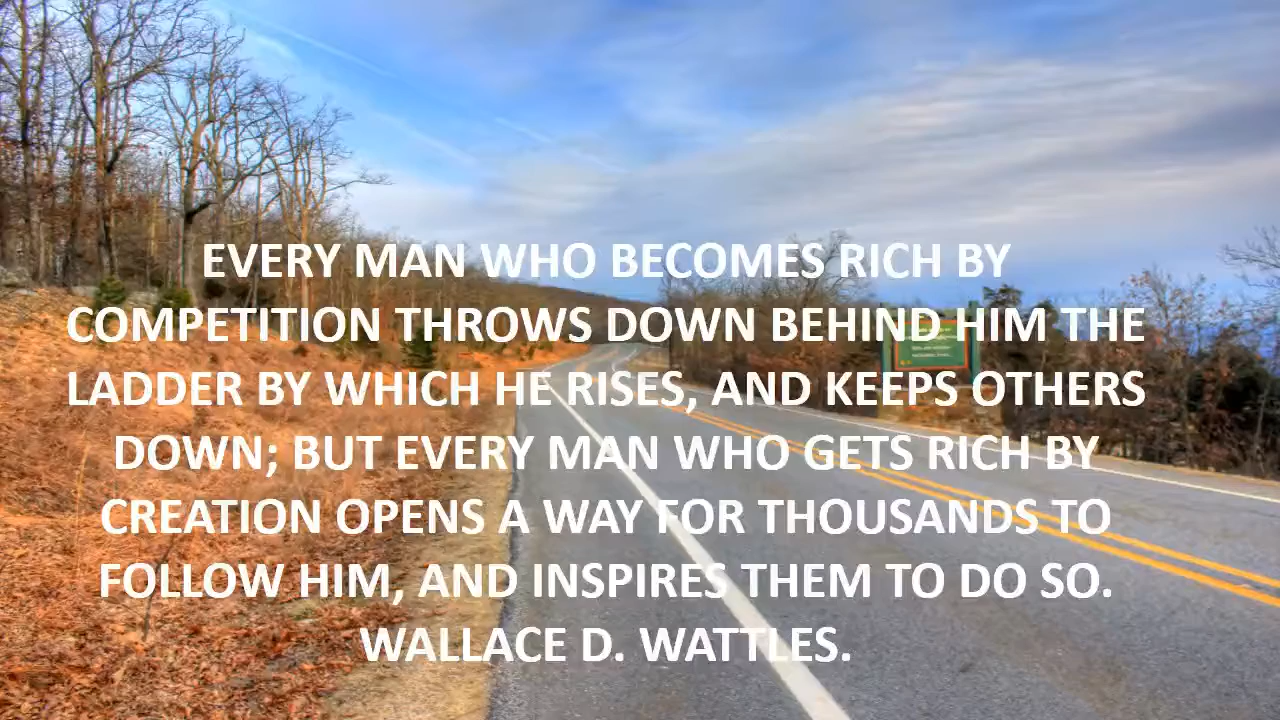 EVERY MAN WHO BECOMES RICH BY
COMPETITION THROWS DOWN BEHIND HIM THE
LADDER BY WHICH HE RISES, AND KEEPS OTHERS
DOWN; BUT EVERY MAN WHO GETS RICH BY
CREATION OPENS A WAY FOR THOUSANDS TO
FOLLOW HIM, AND INSPIRES THEM TO DO SO.
WALLACE D. WATTLES.